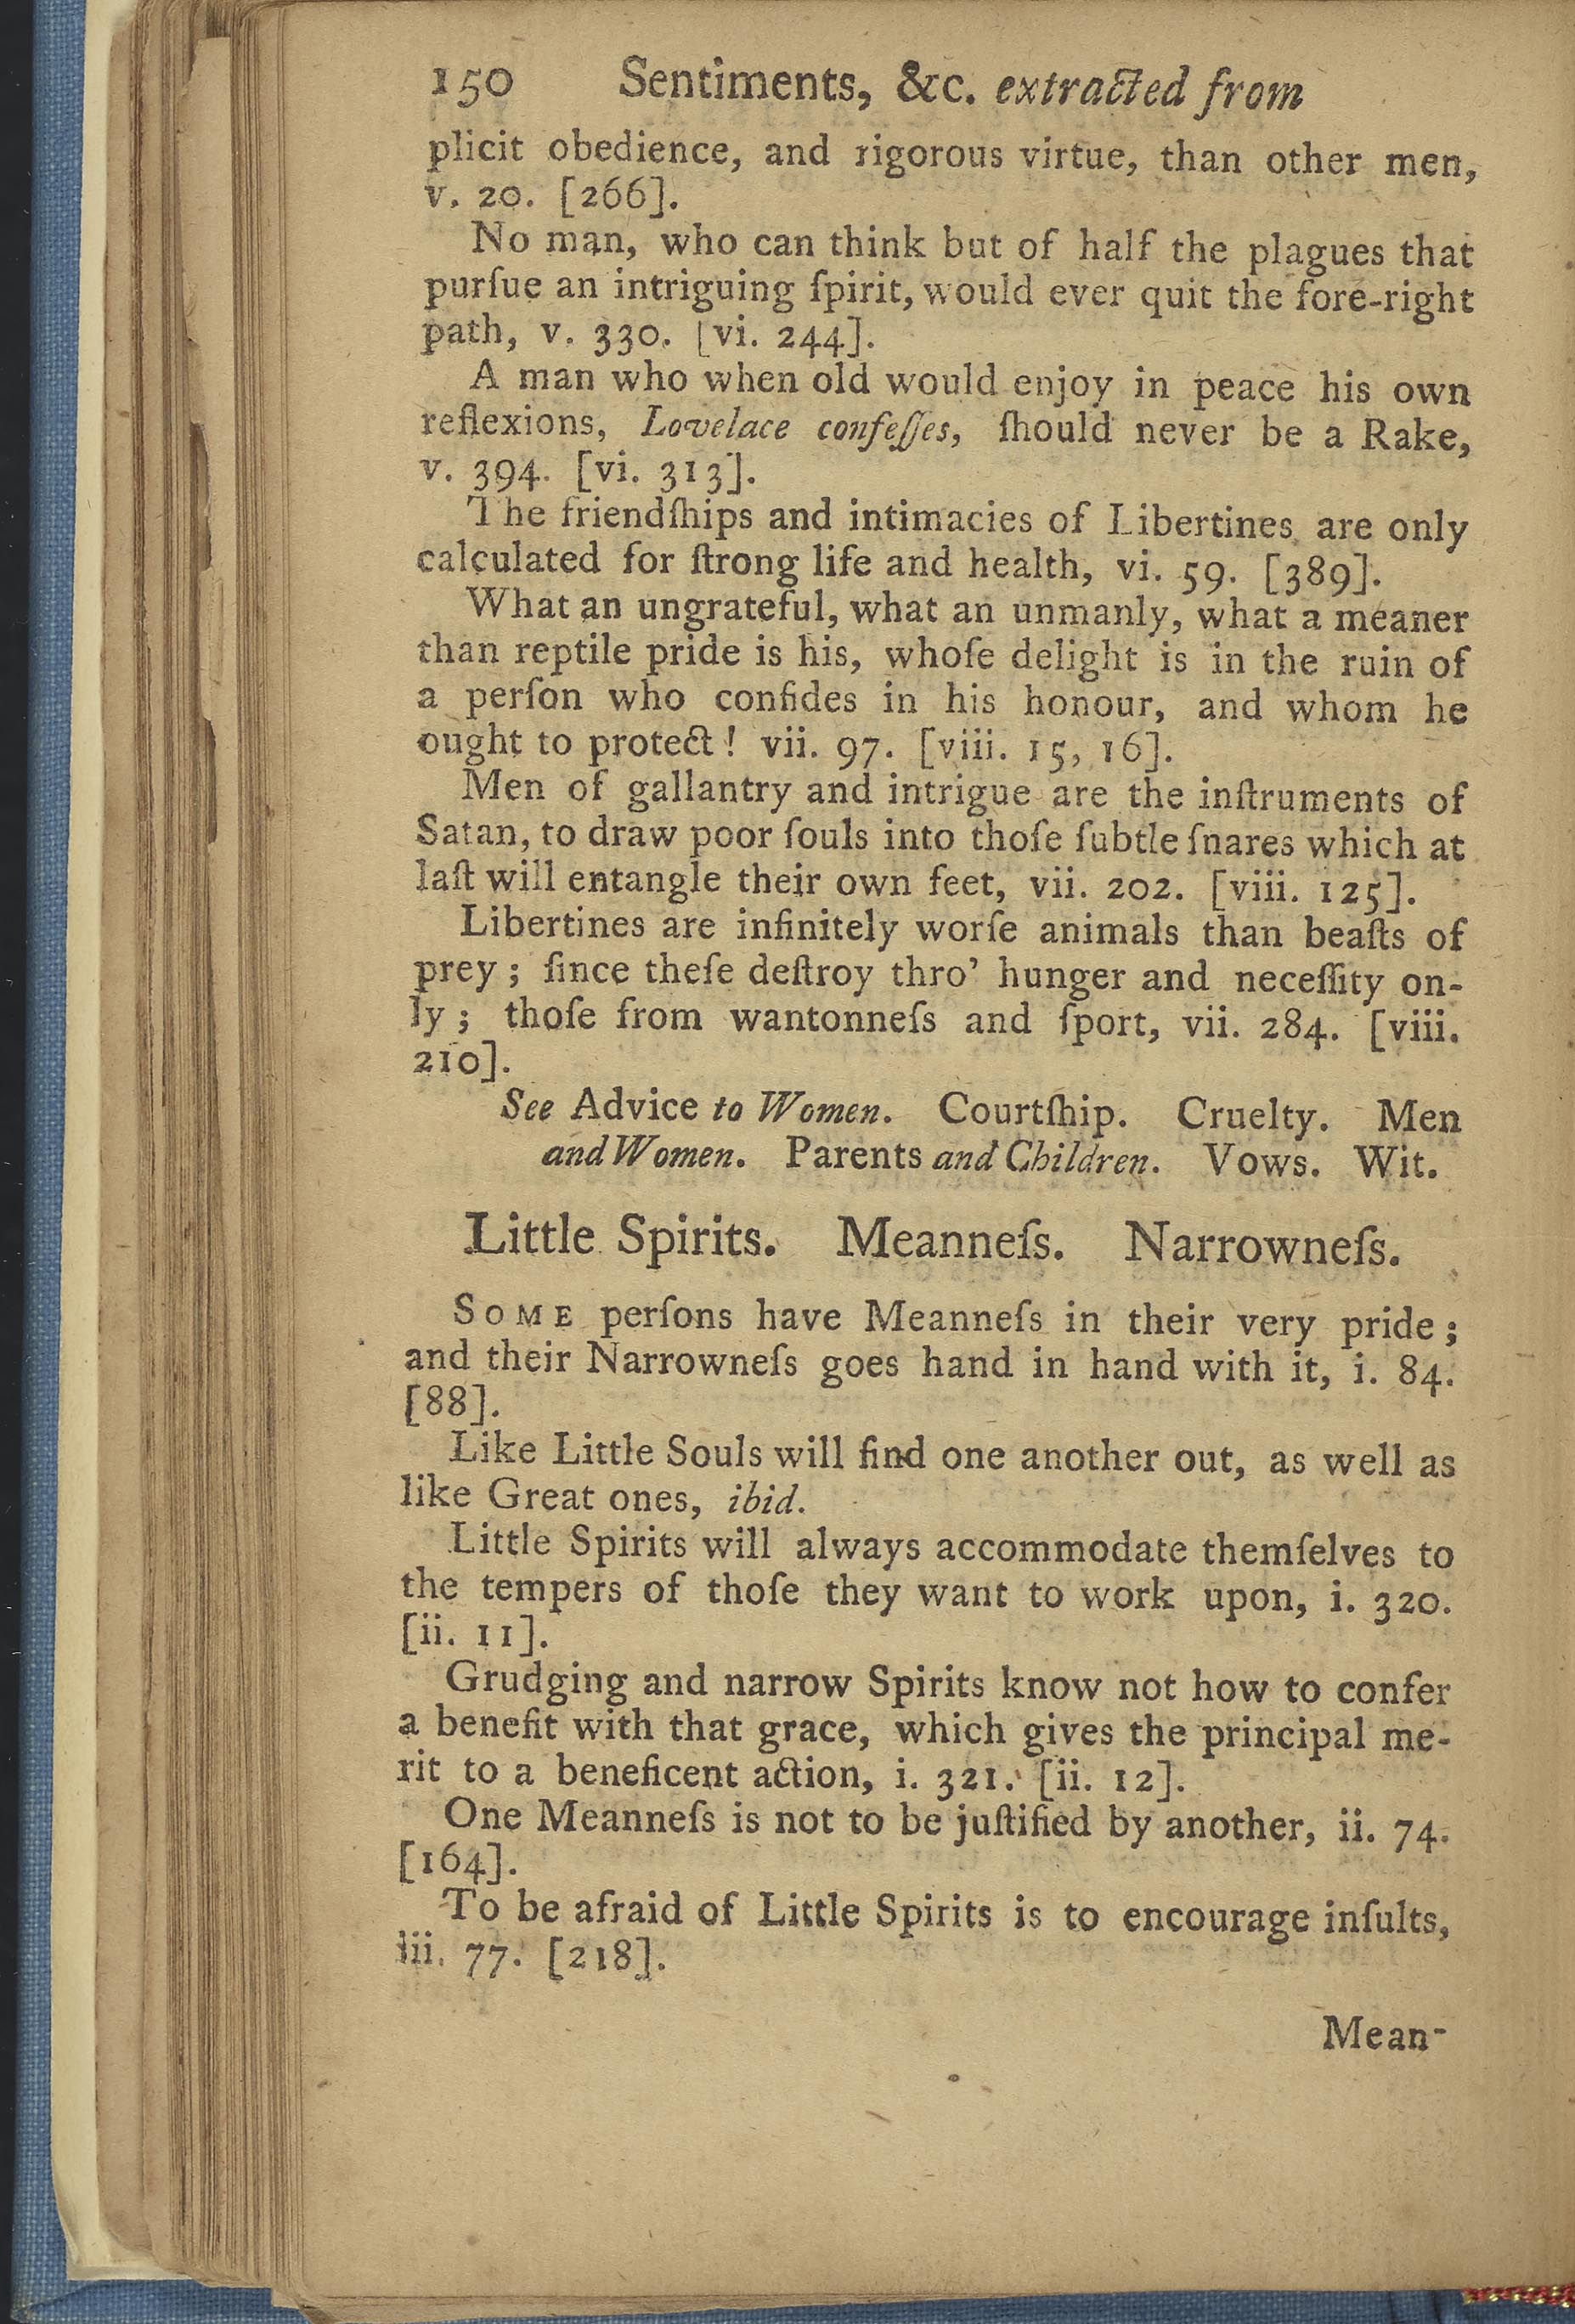 150 Sentiments, &c. extracted from
plicit obedience, and rigorous virtue, than other men,
v. 20. [266].
No man, who can think but of half the plagues that
purſue an intriguing ſpirit, would ever quit the fore-right
path, v. 330. [vi. 244].
A man who when old would enjoy in peace his own
reflexions, Lovelace confeſſes, ſhould never be a Rake,
v. 394. [vi. 313].
The friendſhips and intimacies of Libertines are only
calculated for ſtrong life and health, vi. 59. [389].
What an ungrateful, what an unmanly, what a meaner
than reptile pride is his, whoſe delight is in the ruin of
a perſon who confides in his honour, and whom he
ought to protect! vii. 97. [viii. 15, 16].
Men of gallantry and intrigue are the inſtruments of
Satan, to draw poor ſouls into thoſe ſubtle ſnares which at
laſt will entangle their own feet, vii. 202. [viii. 125].
Libertines are infinitely worſe animals than beaſts of
prey; ſince theſe deſtroy thro' hunger and neceſſity on-
ly; thoſe from wantonneſs and ſport, vii. 284. [viii.
210].
See Advice to Women. Courtſhip. Cruelty. Men
and Women. Parents and Children. Vows. Wit.
Little Spirits. Meanneſs. Narrowneſs.
SOME perſons have Meanneſs in their very pride;
and their Narrowneſs goes hand in hand with it, i. 84.
[88].
Like Little Souls will find one another out, as well as
like Great ones, ibid.
Little Spirits will always accommodate themſelves to
the tempers of thoſe they want to work upon, i. 320.
[ii. 11].
Grudging and narrow Spirits know not how to confer
a benefit with that grace, which gives the principal me-
rit to a beneficent action, i. 321. [ii. 12].
One Meanneſs is not to be juſtified by another, ii. 74.
[164].
To be afraid of Little Spirits is to encourage inſults,
iii. 77. [218].
Mean-